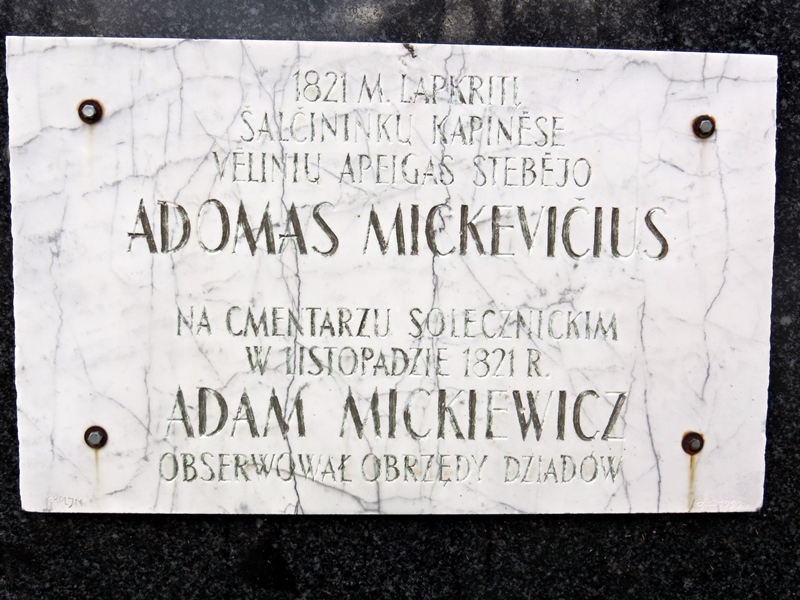 1821 M. LAPKRITĮ
ŠALČININKŲ KAPINĖSE
VĖLINIŲ APEIGAS STEBĖJO
ADOMAS MICKEVIČIUS
NA CMENTARZU SOLECZNICKIM
W LISTOPADZIE 1821 R.
ADAM MICKIEWICZ
OBSERWOWAŁ OBRZĘDY DZIADÓW